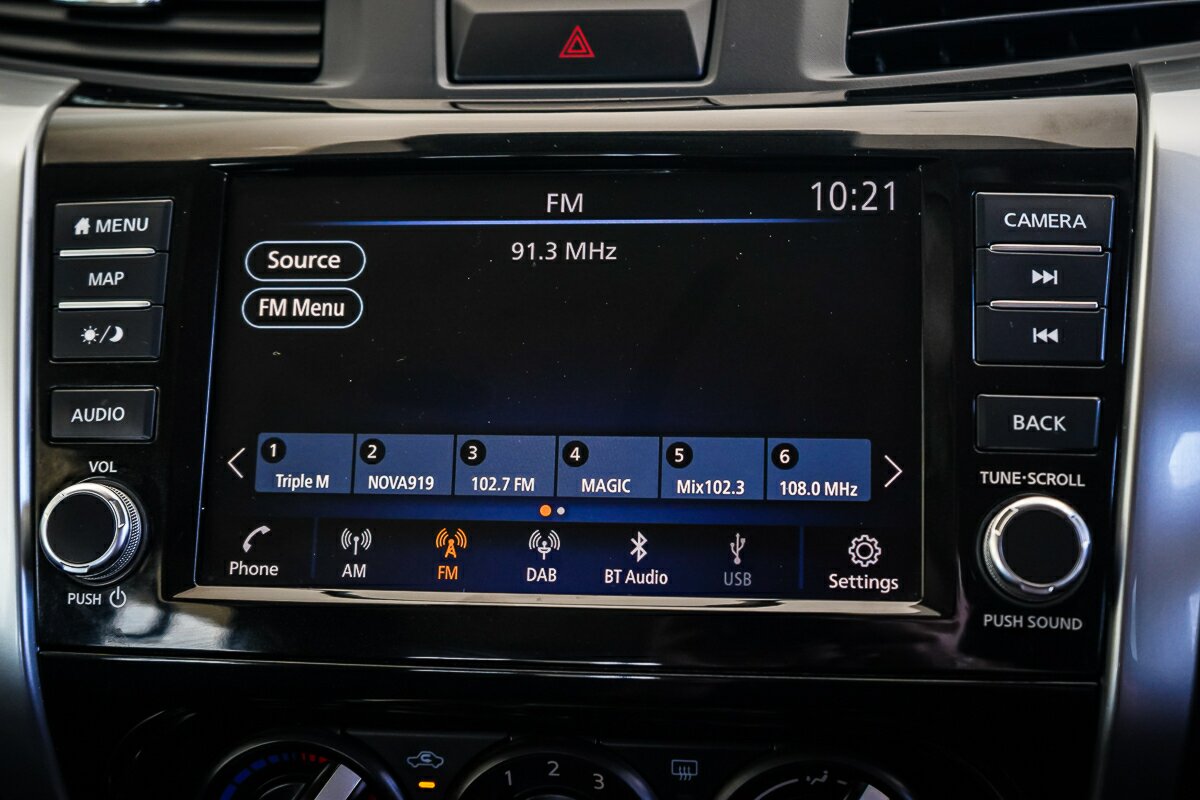 FM
10:21
91.3 MHz
Source
FM Menu
MENU
MAP
AUDIO
VOL
PUSH
CAMERA
BACK
TUNE·SCROLL
PUSH SOUND
1 Triple M
2 NOVA919
3 102.7 FM
4 MAGIC
5 Mix102.3
6 108.0 MHz
Phone
AM
FM
DAB
BT Audio
USB
Settings
1 2 3